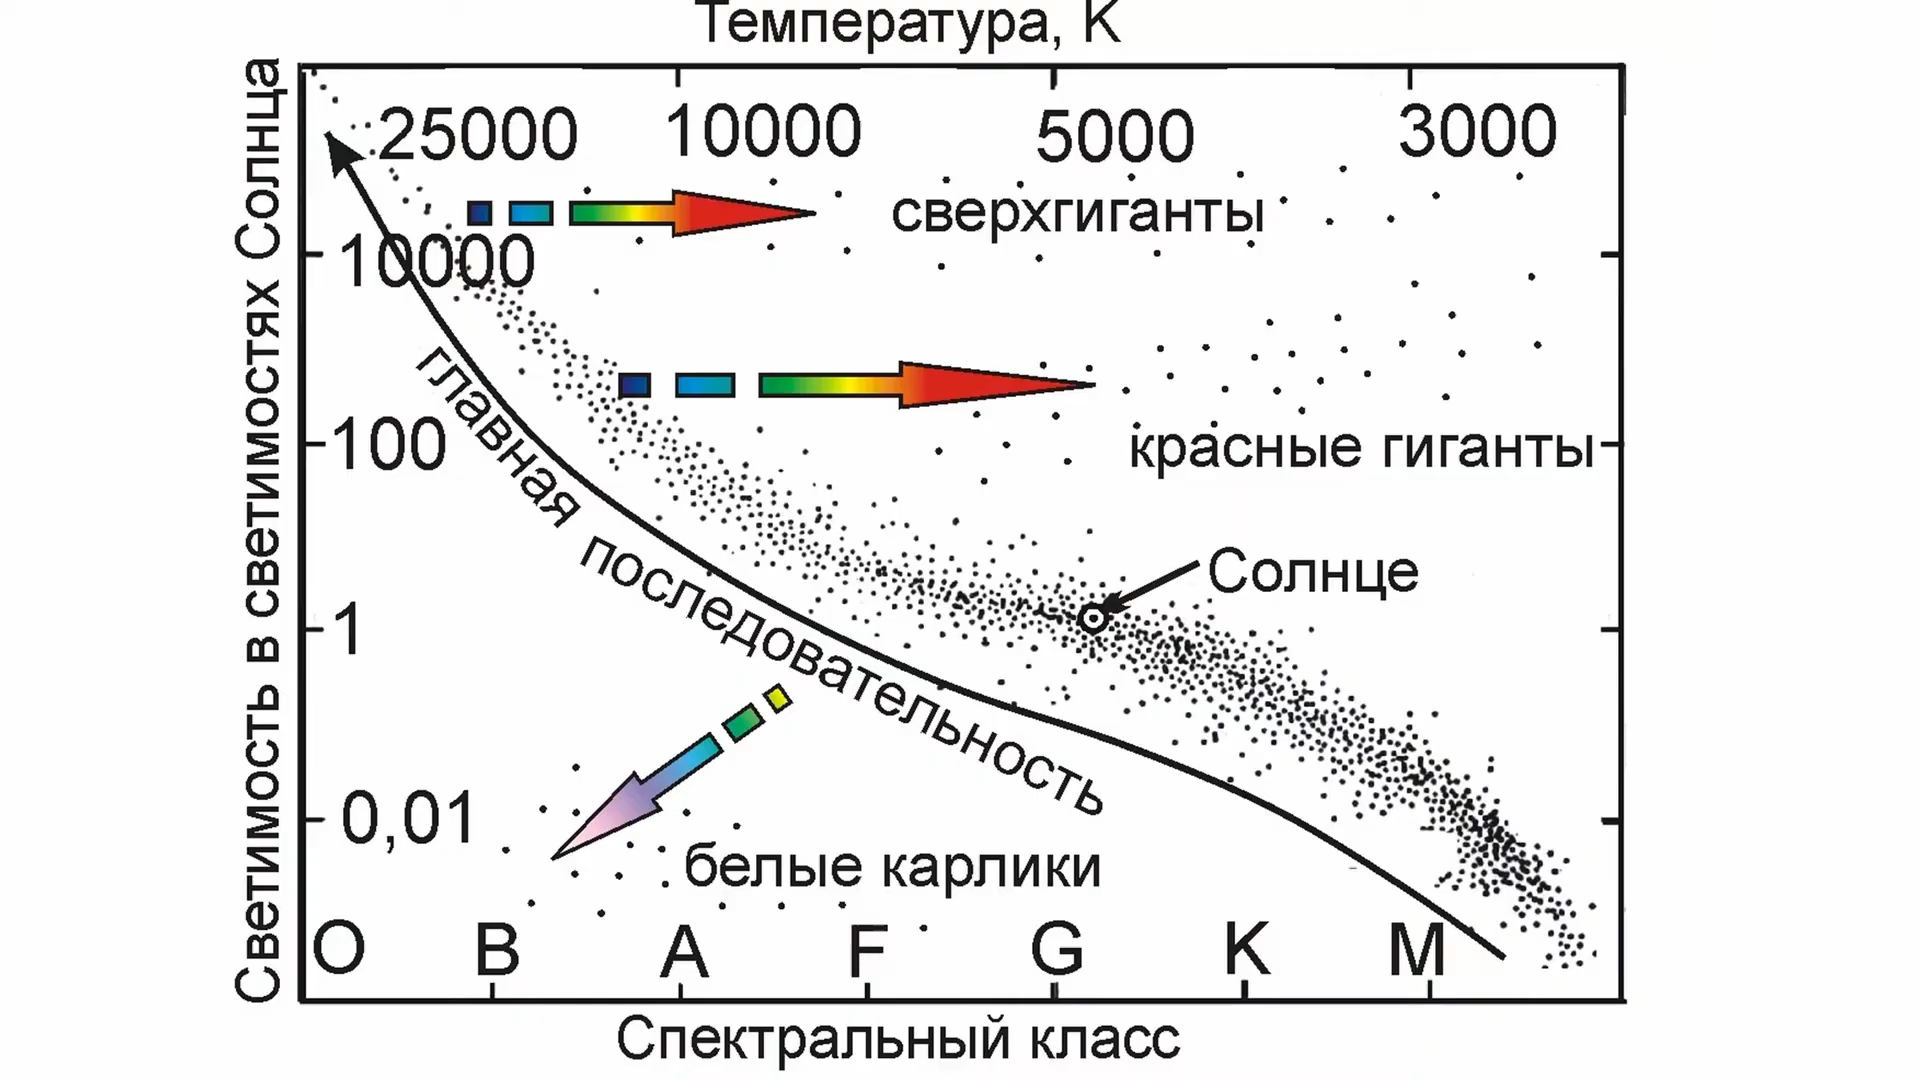 Температура, K
25000 10000 5000 3000
Светимость в светимостях Солнца
сверхгиганты
10000
главная последовательность
100
красные гиганты
Солнце
1
0,01
белые карлики
O B A F G K M
Спектральный класс